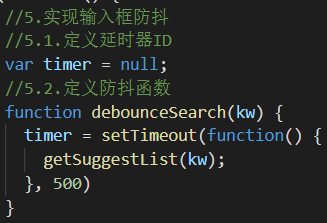 //5.实现输入框防抖
//5.1.定义延时器ID
var timer = null;
//5.2.定义防抖函数
function debounceSearch(kw) {
  timer = setTimeout(function() {
    getSuggestList(kw);
  }, 500)
}